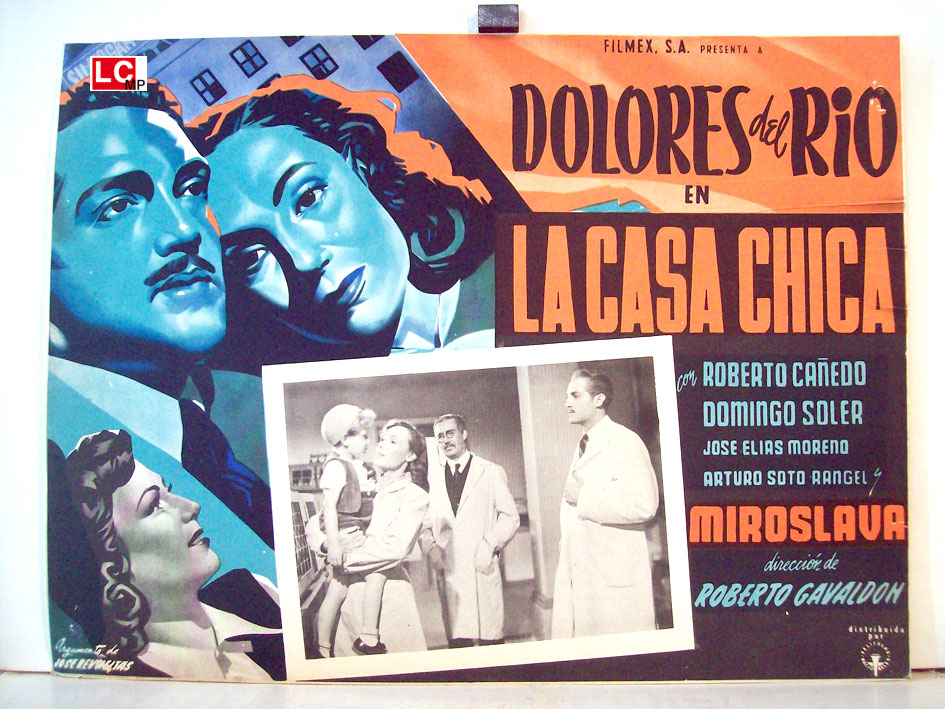 LC
MP
FILMEX, S.A. PRESENTA A
DOLORES del RIO
EN
LA CASA CHICA
con ROBERTO CAÑEDO
DOMINGO SOLER
JOSE ELIAS MORENO
ARTURO SOTO RANGEL y
MIROSLAVA
dirección de
ROBERTO GAVALDON
distribuida
por
Argumento de
JOSE REVUELTAS